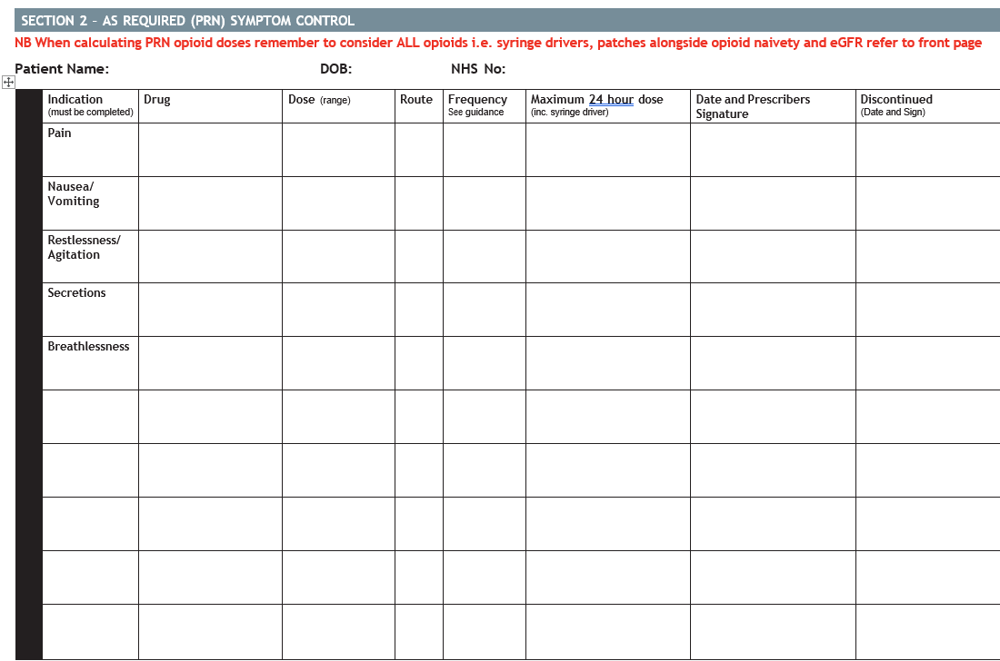 SECTION 2 – AS REQUIRED (PRN) SYMPTOM CONTROL
NB When calculating PRN opioid doses remember to consider ALL opioids i.e. syringe drivers, patches alongside opioid naivety and eGFR refer to front page
Patient Name: DOB: NHS No:
Indication Drug Dose (range) Route Frequency Maximum 24 hour dose Date and Prescribers Discontinued
(must be completed) See guidance (inc. syringe driver) Signature (Date and Sign)
Pain
Nausea/
Vomiting
Restlessness/
Agitation
Secretions
Breathlessness